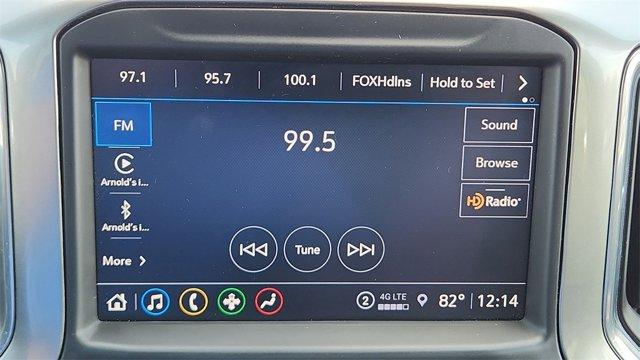 97.1 95.7 100.1 FOXHdlns Hold to Set
FM
99.5
Sound
Arnold's i...
Browse
Arnold's i...
HD Radio
More
Tune
2 4G LTE 82° 12:14